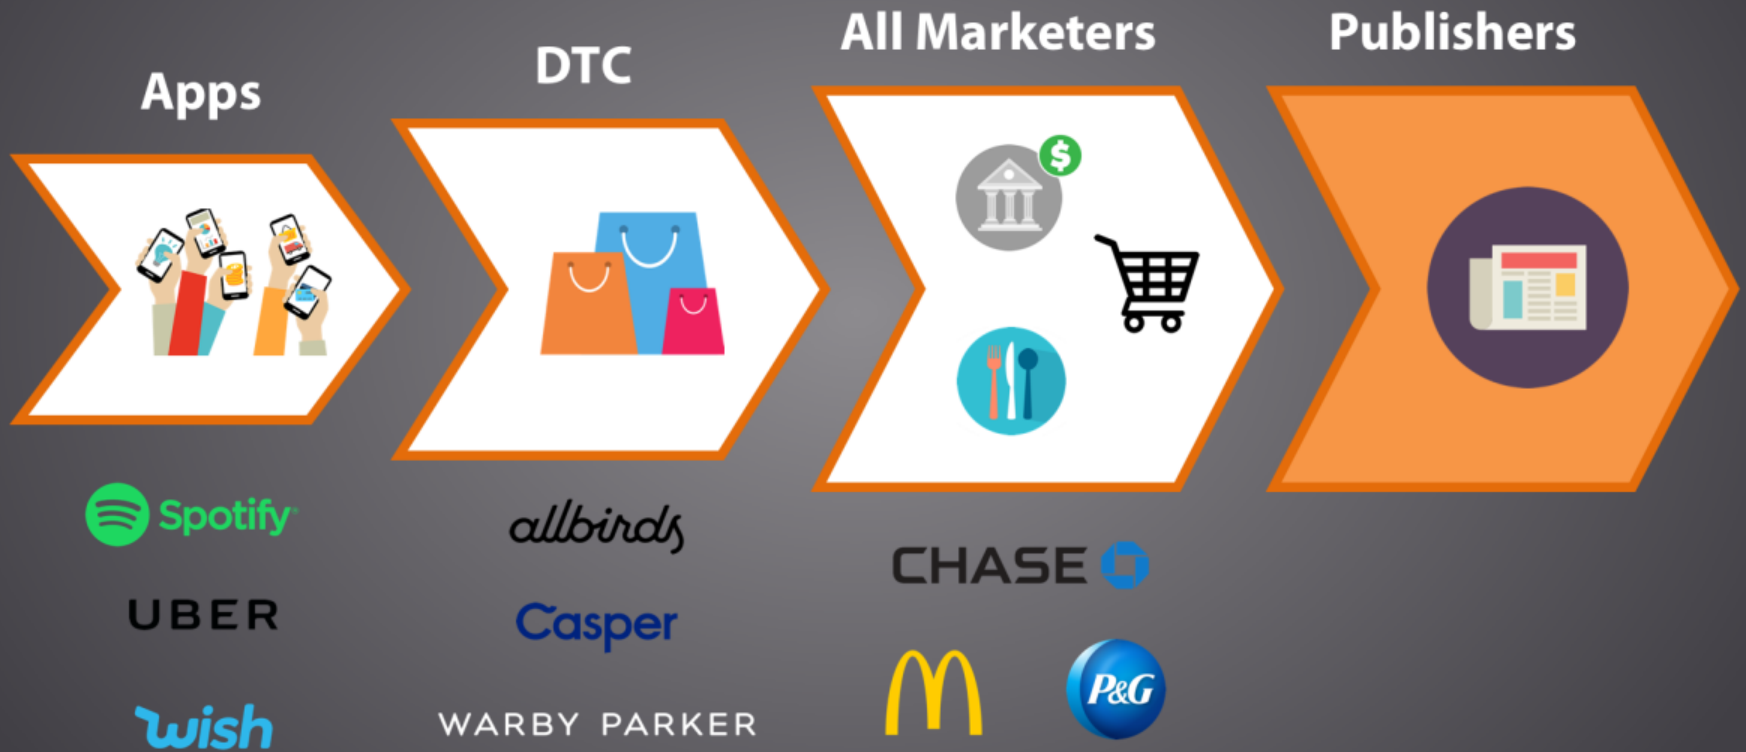 Apps
DTC
All Marketers
Publishers
$
Spotify
UBER
wish
allbirds
Casper
WARBY PARKER
CHASE
M
P&G